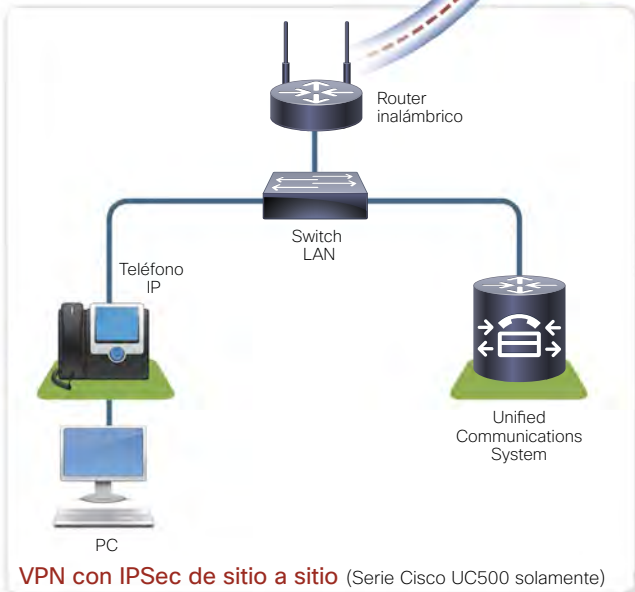 Router
inalámbrico
Switch
LAN
Teléfono
IP
Unified
Communications
System
PC
VPN con IPSec de sitio a sitio (Serie Cisco UC500 solamente)